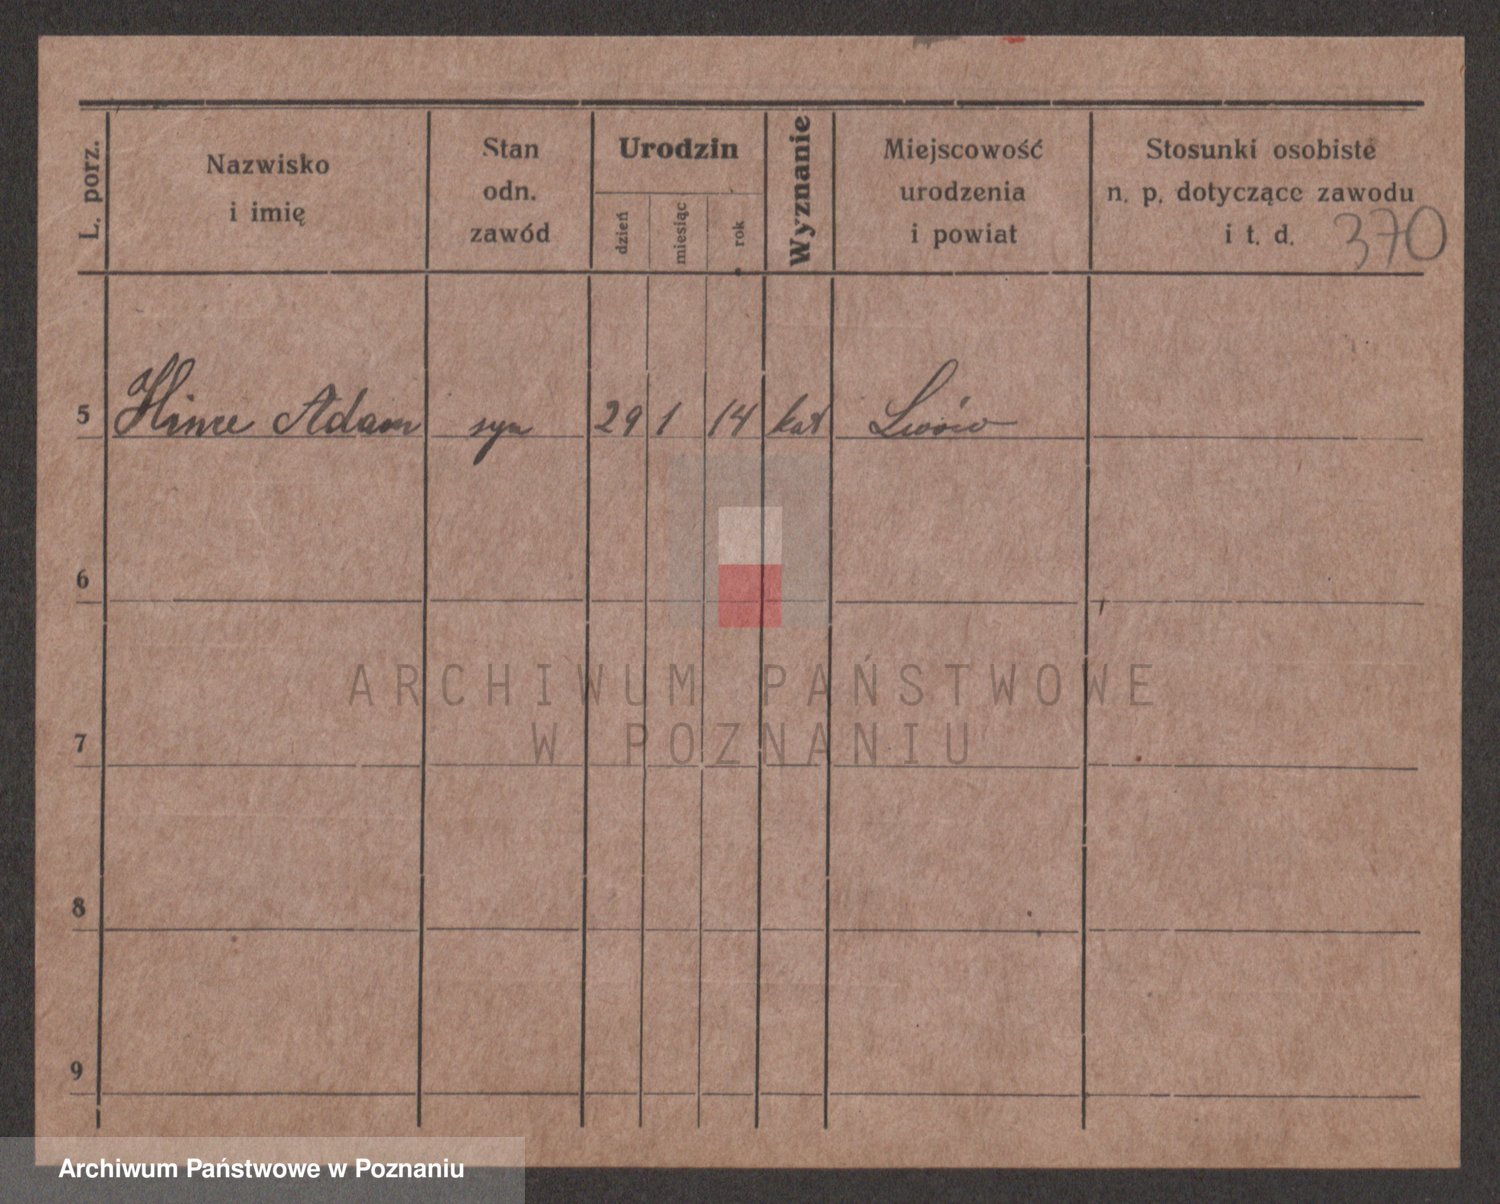 L. porz.
Nazwisko
i imię
Stan
odn.
zawód
Urodzin
dzień
miesiąc
rok
Wyznanie
Miejscowość
urodzenia
i powiat
Stosunki osobiste
n. p. dotyczące zawodu
i t. d.
370
5 Adam syn 29 1 14 kat Lwów
6
7
8
9
ARCHIWUM PAŃSTWOWE
W POZNANIU
Archiwum Państwowe w Poznaniu